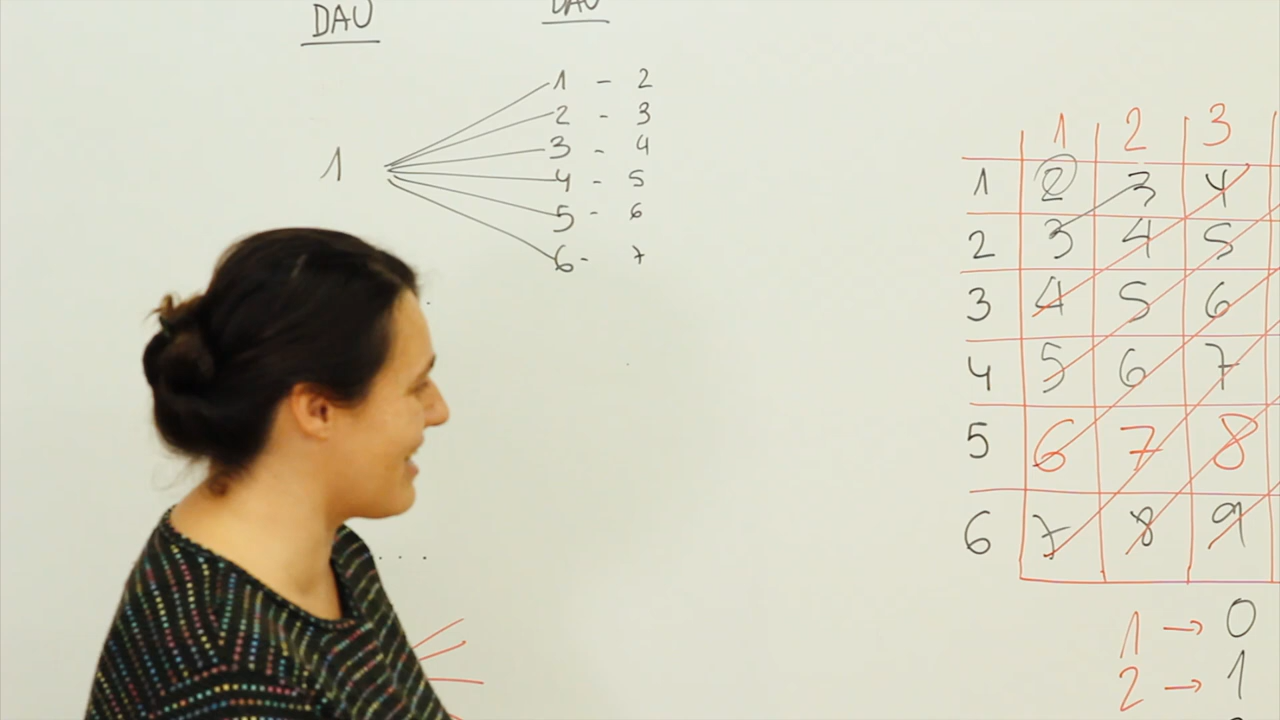 DAU DAU
1 - 2
2 - 3
3 - 4
1
4 - 5
5 - 6
6 - 7
1 2 3
1 2 3 4
2 3 4 5
3 4 5 6
4 5 6 7
5 6 7 8
6 7 8 9
....
1 → 0
2 → 1